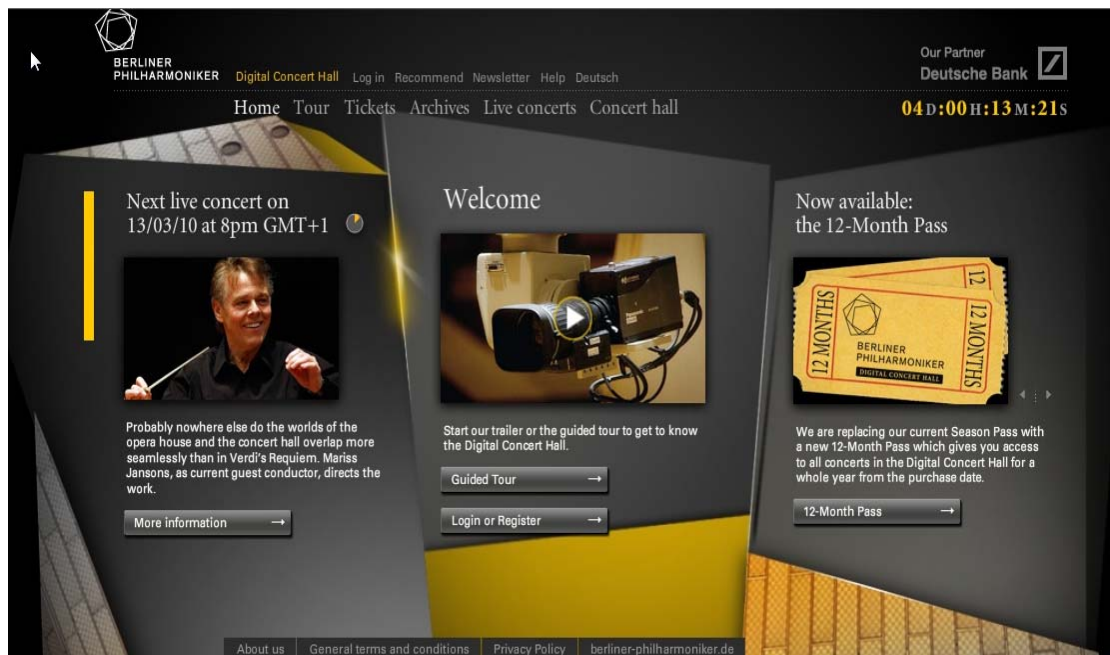 BERLINER
PHILHARMONIKER
Digital Concert Hall Log in Recommend Newsletter Help Deutsch
Our Partner
Deutsche Bank
Home Tour Tickets Archives Live concerts Concert hall
04D:00H:13M:21S
Next live concert on
13/03/10 at 8pm GMT+1
Probably nowhere else do the worlds of the
opera house and the concert hall overlap more
seamlessly than in Verdi's Requiem. Mariss
Jansons, as current guest conductor, directs the
work.
More information
Welcome
Start our trailer or the guided tour to get to know
the Digital Concert Hall.
Guided Tour
Login or Register
Now available:
the 12-Month Pass
12 MONTHS
BERLINER
PHILHARMONIKER
DIGITAL CONCERT HALL
12 MONTHS
12
We are replacing our current Season Pass with
a new 12-Month Pass which gives you access
to all concerts in the Digital Concert Hall for a
whole year from the purchase date.
12-Month Pass
About us General terms and conditions Privacy Policy berliner-philharmoniker.de